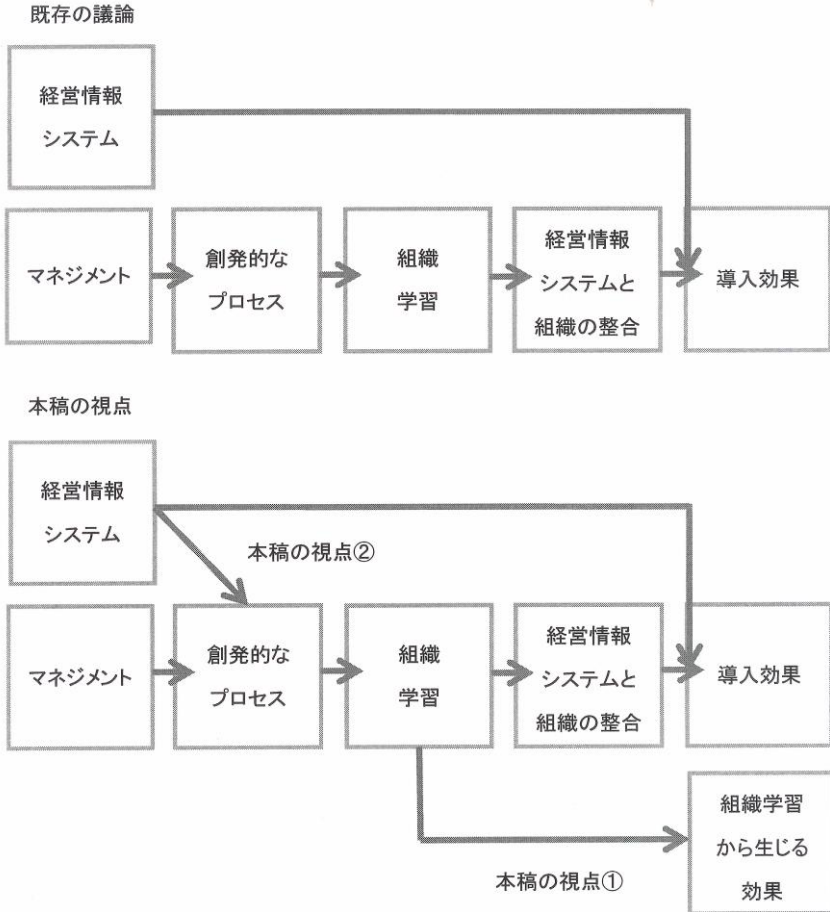 既存の議論
経営情報
システム
マネジメント
創発的な
プロセス
組織
学習
経営情報
システムと
組織の整合
導入効果
本稿の視点
経営情報
システム
本稿の視点②
マネジメント
創発的な
プロセス
組織
学習
経営情報
システムと
組織の整合
導入効果
組織学習
から生じる
効果
本稿の視点①